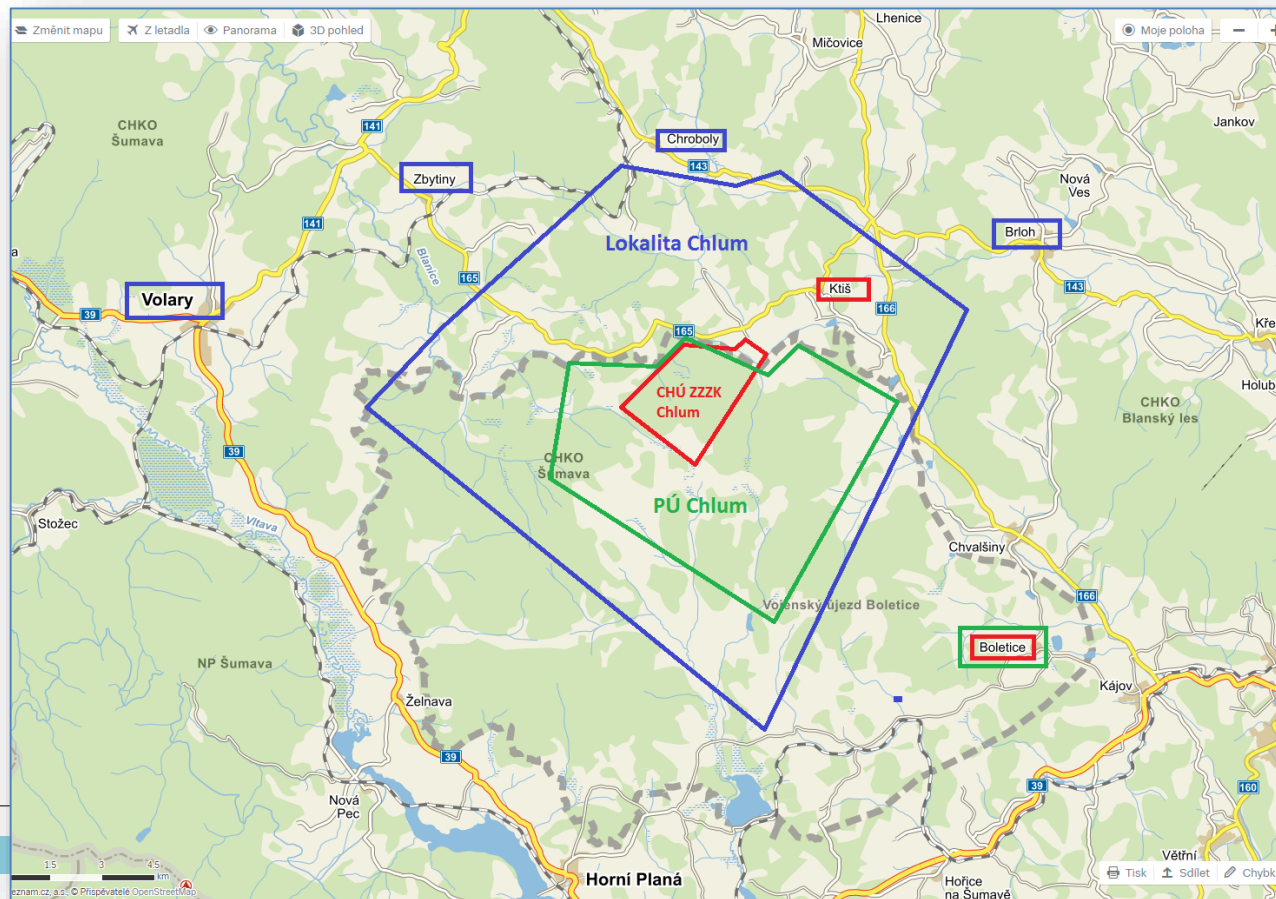 Změnit mapu
Z letadla
Panorama
3D pohled
Moje poloha
Lhenice
Mičovice
CHKO
Šumava
141
Chroboly
143
Jankov
Zbytiny
Nová
Ves
141
Blanice
Lokalita Chlum
Brloh
165
Ktiš
143
Volary
39
166
Kře
165
CHÚ ZZZK
Chlum
Holub
CHKO
Blanský les
39
CHKO
Šumava
PÚ Chlum
Stožec
Vltava
Chvalšiny
166
Vojenský újezd Boletice
Boletice
NP Šumava
Kájov
Želnava
39
39
160
Nová
Pec
Větřní
1.5 3 4.5
km
Horní Planá
Hořice
na Šumavě
Tisk
Sdílet
Chybk
eznam.cz, a.s., © Přispěvatelé OpenStreetMap